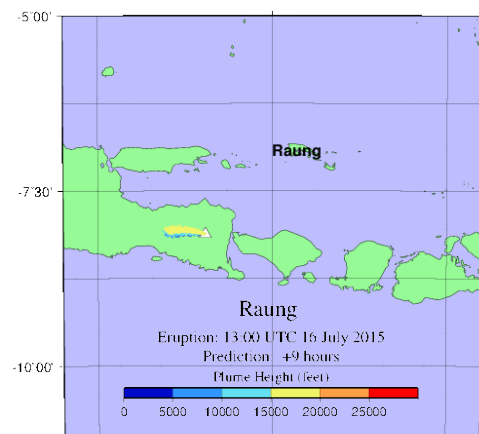 -5°00'
Raung
-7°30'
Raung
Eruption: 13:00 UTC 16 July 2015
Prediction: +9 hours
-10°00'
Plume Height (feet)
0 5000 10000 15000 20000 25000